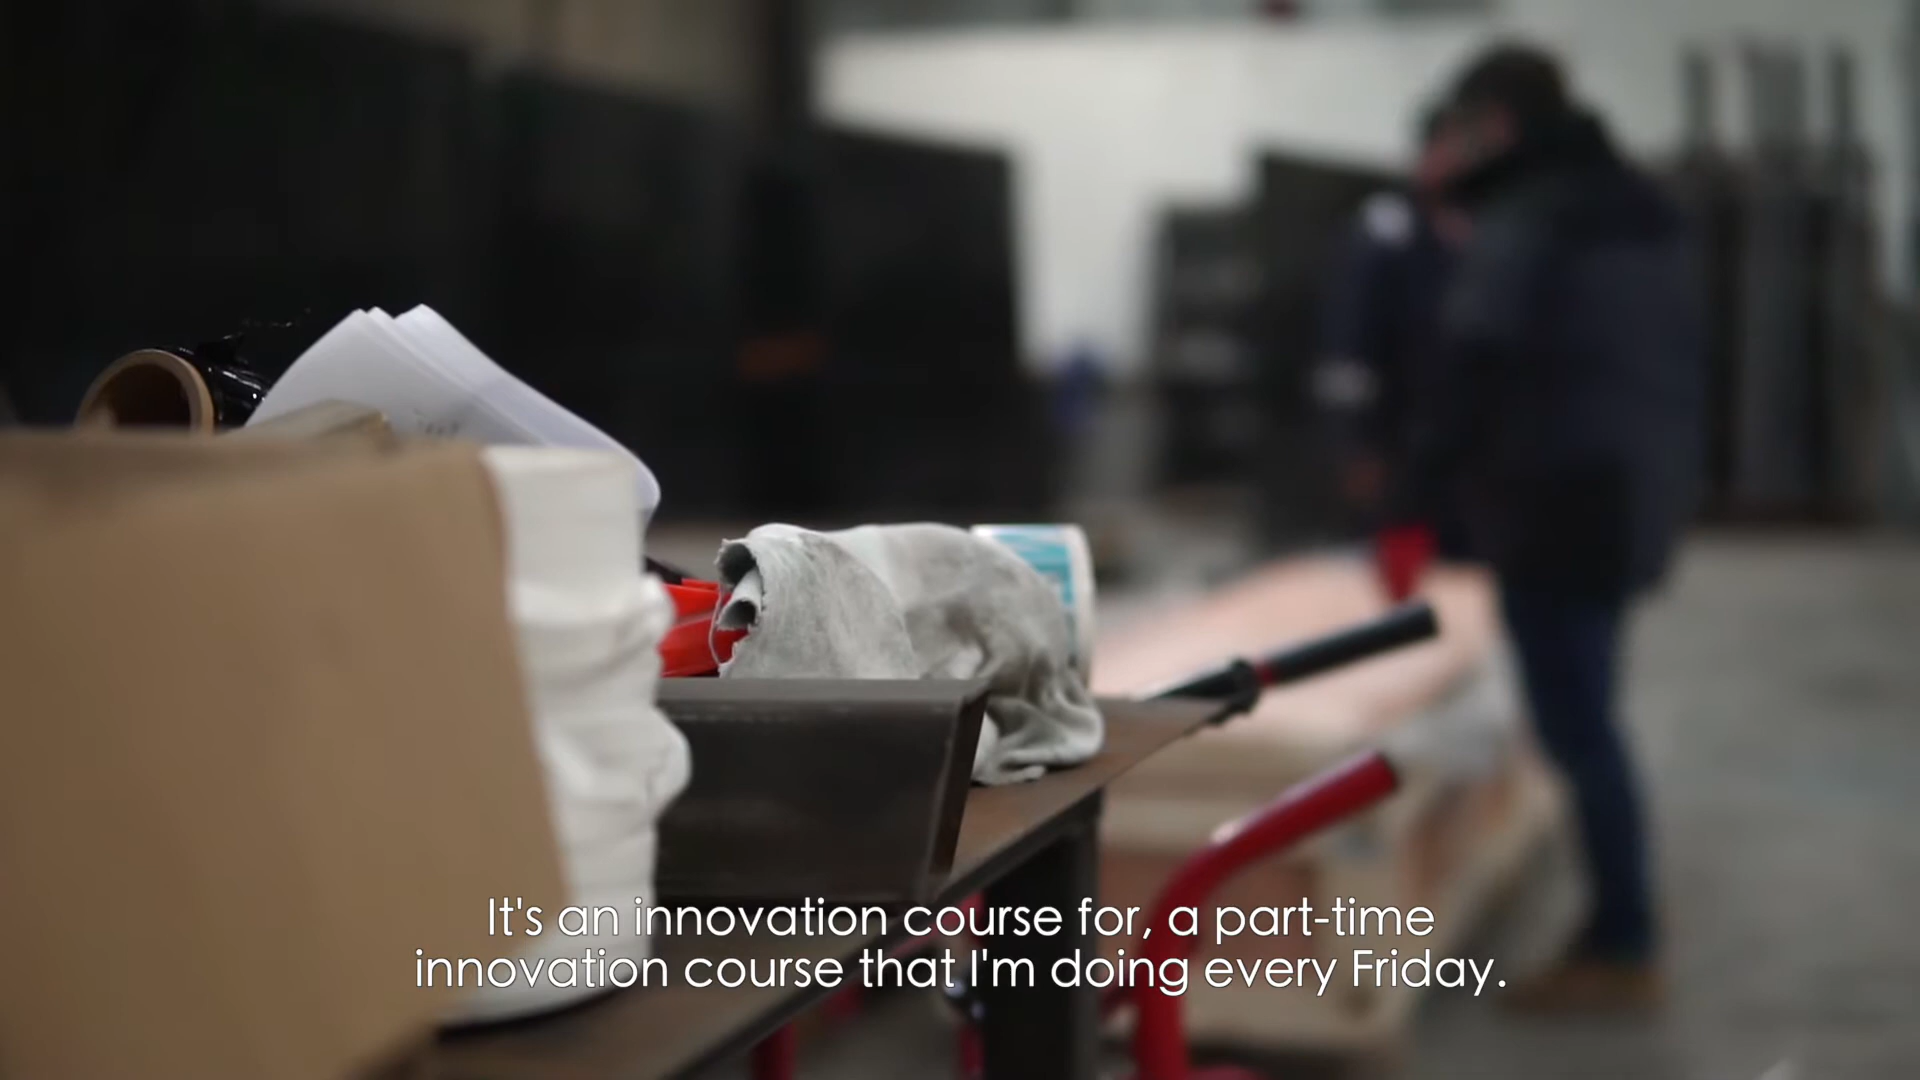 It's an innovation course for, a part-time
innovation course that I'm doing every Friday.